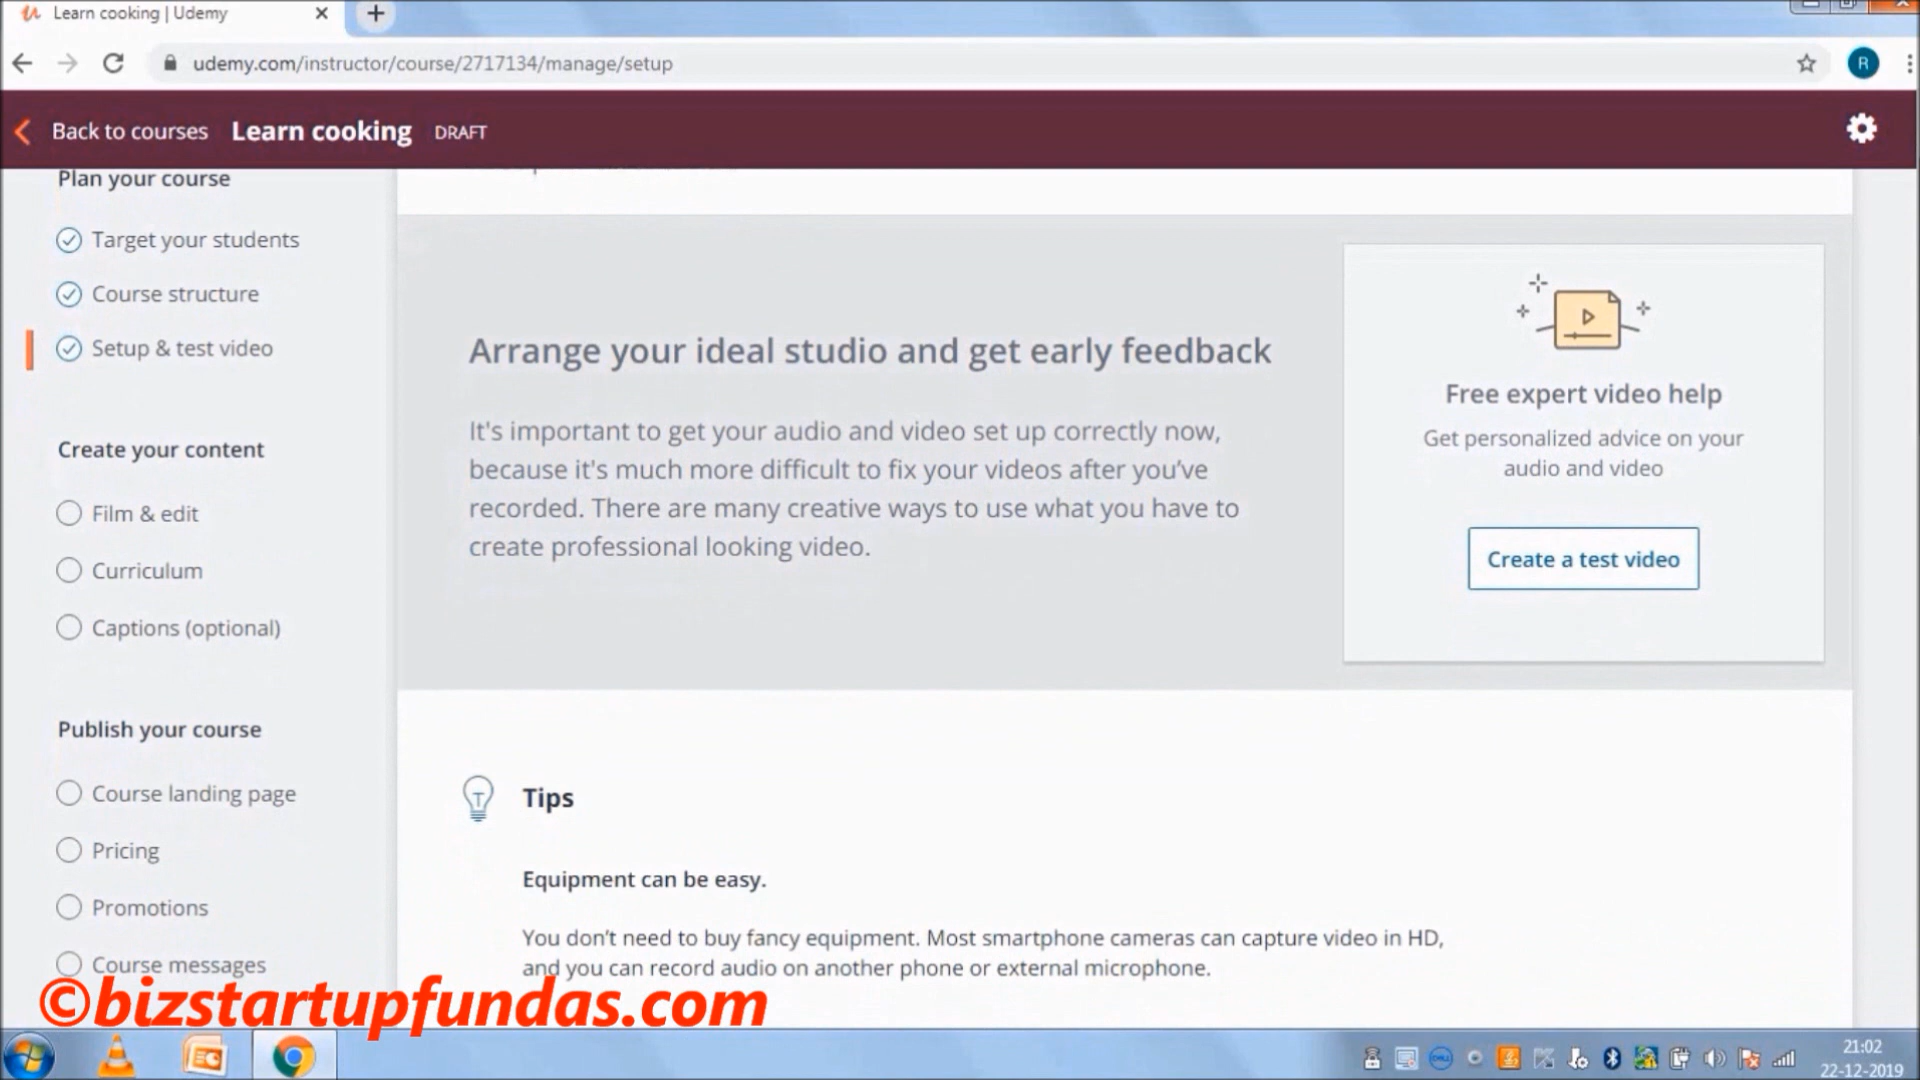 Learn cooking | Udemy
udemy.com/instructor/course/2717134/manage/setup
R
Back to courses Learn cooking DRAFT
Plan your course
Target your students
Course structure
Setup & test video
Create your content
Film & edit
Curriculum
Captions (optional)
Publish your course
Course landing page
Pricing
Promotions
Course messages
Arrange your ideal studio and get early feedback
It's important to get your audio and video set up correctly now,
because it's much more difficult to fix your videos after you've
recorded. There are many creative ways to use what you have to
create professional looking video.
Free expert video help
Get personalized advice on your
audio and video
Create a test video
Tips
Equipment can be easy.
You don't need to buy fancy equipment. Most smartphone cameras can capture video in HD,
and you can record audio on another phone or external microphone.
©bizstartupfundas.com
21:02
22-12-2019